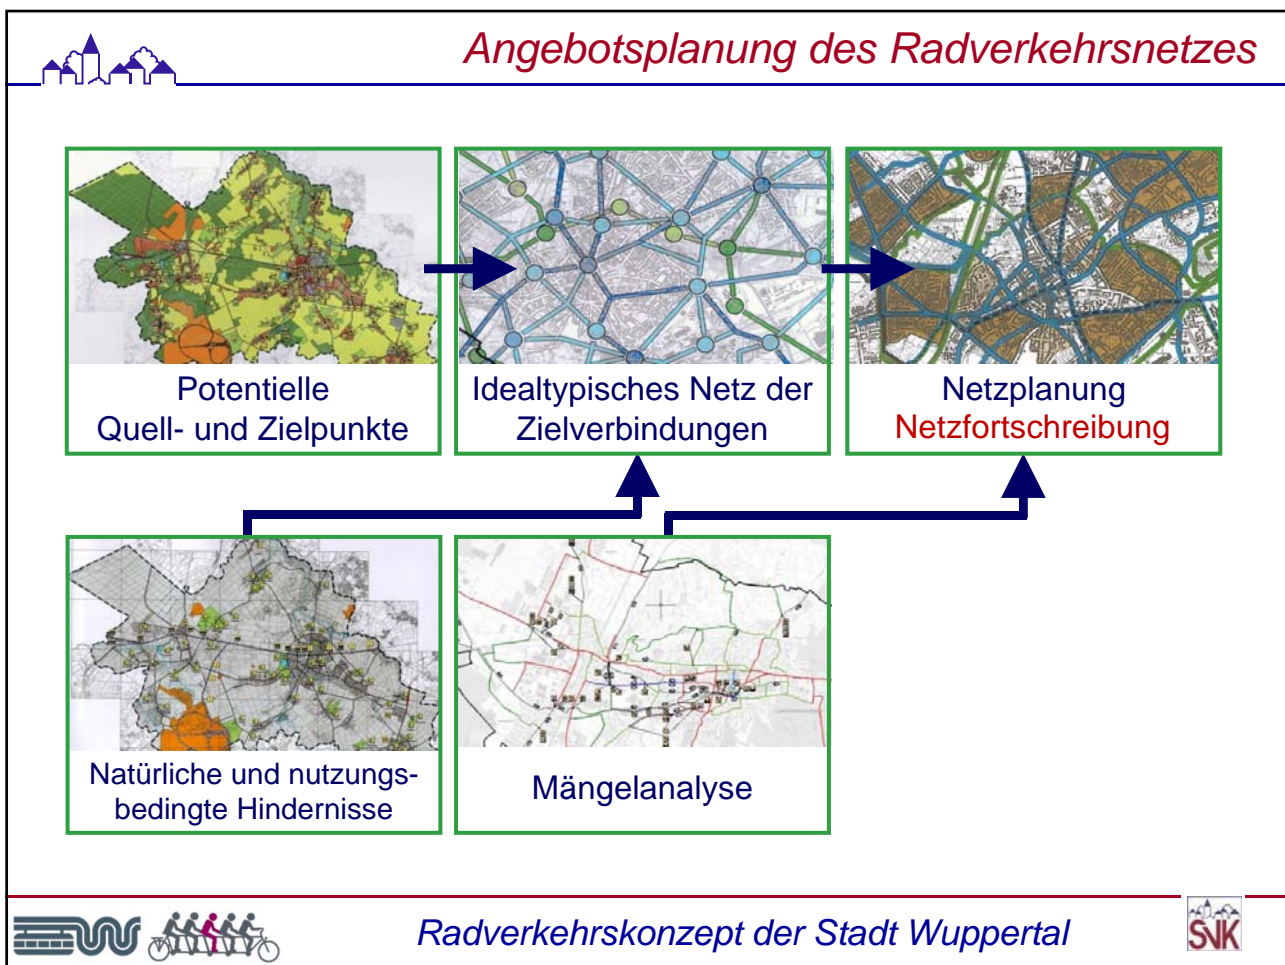 Angebotsplanung des Radverkehrsnetzes
Potentielle
Quell- und Zielpunkte
Idealtypisches Netz der
Zielverbindungen
Netzplanung
Netzfortschreibung
Natürliche und nutzungs-
bedingte Hindernisse
Mängelanalyse
Radverkehrskonzept der Stadt Wuppertal
SVK